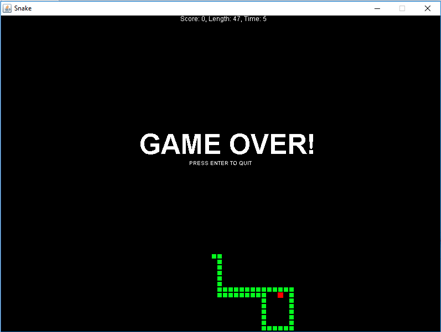 Snake
Score: 0, Length: 47, Time: 5
GAME OVER!
PRESS ENTER TO QUIT